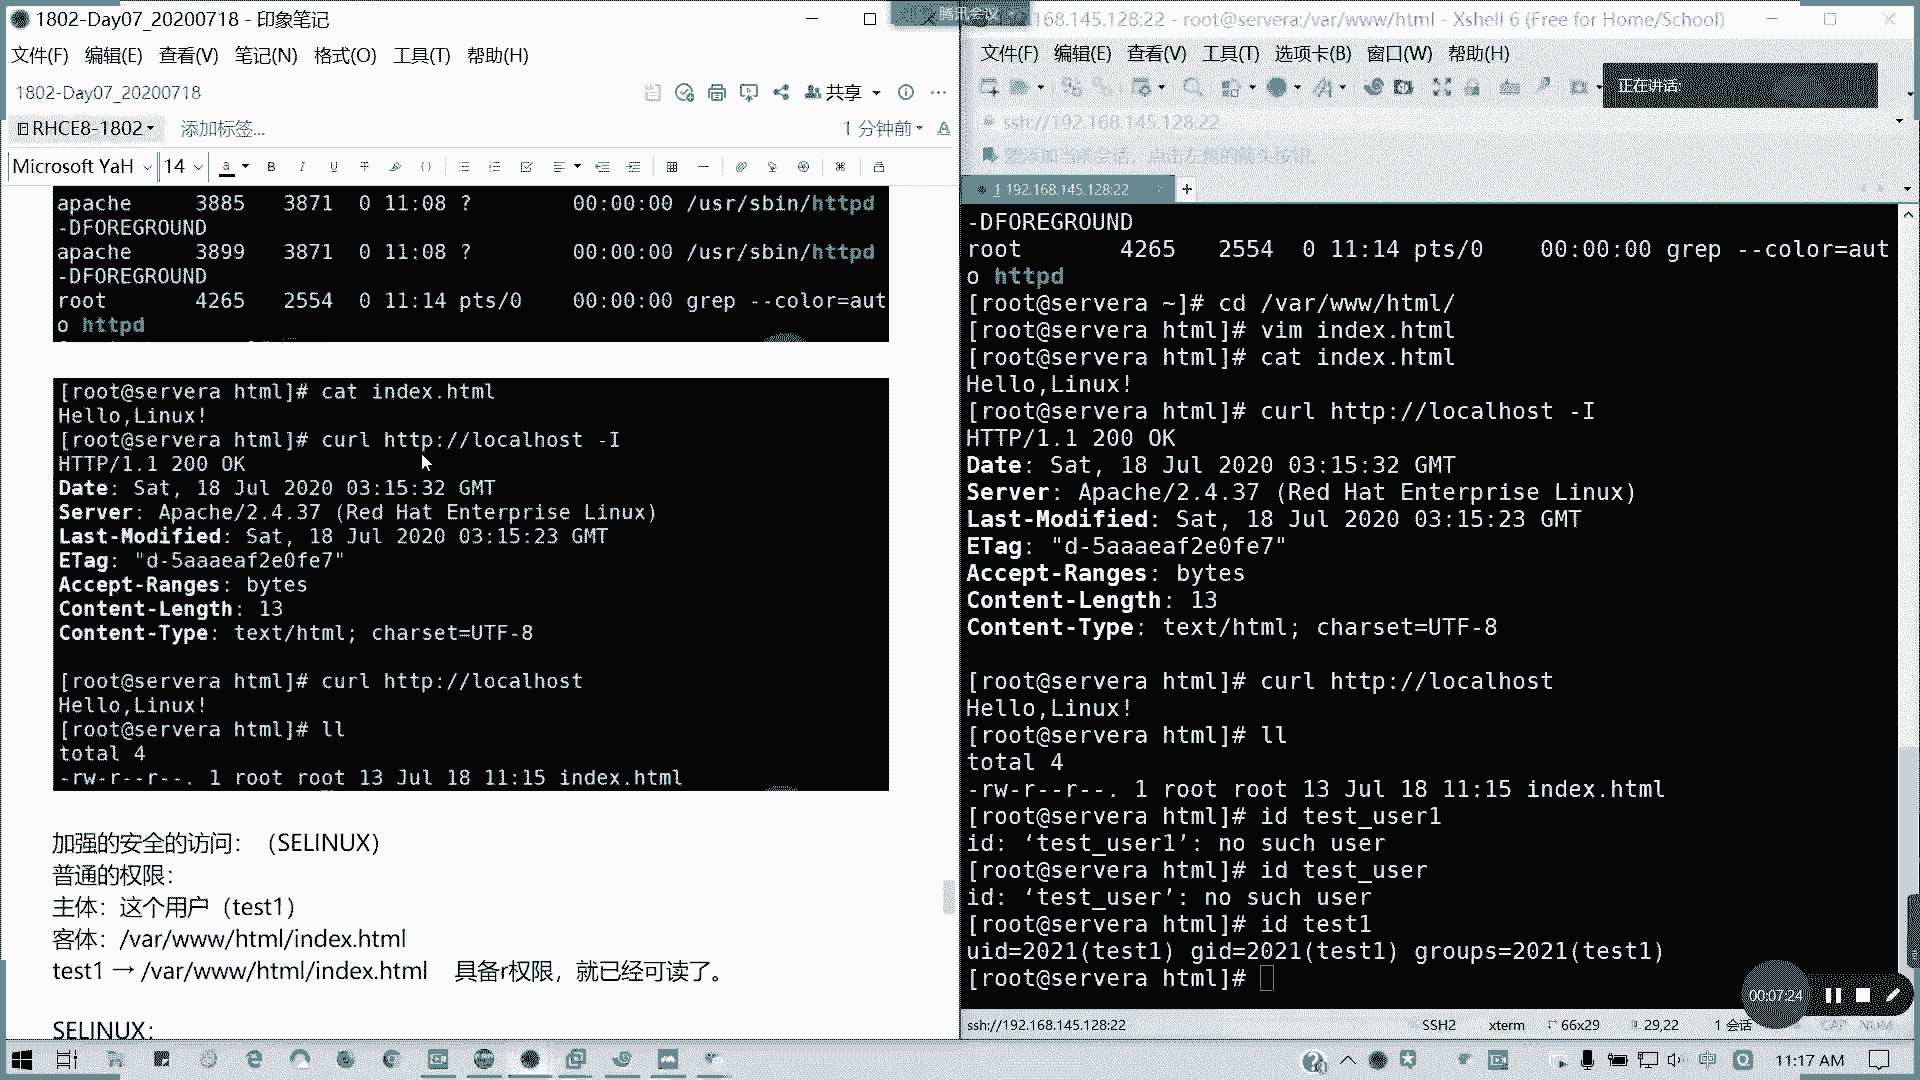 1802-Day07_20200718 - 印象笔记
文件(F) 编辑(E) 查看(V) 笔记(N) 格式(O) 工具(T) 帮助(H)
1802-Day07_20200718
共享
RHCE8-1802
添加标签...
1 分钟前
Microsoft YaH 14
apache 3885 3871 0 11:08 ? 00:00:00 /usr/sbin/httpd
-DFOREGROUND
apache 3899 3871 0 11:08 ? 00:00:00 /usr/sbin/httpd
-DFOREGROUND
root 4265 2554 0 11:14 pts/0 00:00:00 grep --color=aut
o httpd
[root@servera html]# cat index.html
Hello,Linux!
[root@servera html]# curl http://localhost -I
HTTP/1.1 200 OK
Date: Sat, 18 Jul 2020 03:15:32 GMT
Server: Apache/2.4.37 (Red Hat Enterprise Linux)
Last-Modified: Sat, 18 Jul 2020 03:15:23 GMT
ETag: "d-5aaaeaf2e0fe7"
Accept-Ranges: bytes
Content-Length: 13
Content-Type: text/html; charset=UTF-8
[root@servera html]# curl http://localhost
Hello,Linux!
[root@servera html]# ll
total 4
-rw-r--r--. 1 root root 13 Jul 18 11:15 index.html
加强的安全的访问：（SELINUX）
普通的权限：
主体：这个用户（test1）
客体：/var/www/html/index.html
test1 → /var/www/html/index.html 具备r权限，就已经可读了。
SELINUX：
腾讯会议
168.145.128:22 - root@servera:/var/www/html - Xshell 6 (Free for Home/School)
文件(F) 编辑(E) 查看(V) 工具(T) 选项卡(B) 窗口(W) 帮助(H)
正在讲话:
ssh://192.168.145.128:22
要添加当前会话，点击左侧的箭头按钮。
1 192.168.145.128:22
-DFOREGROUND
root 4265 2554 0 11:14 pts/0 00:00:00 grep --color=aut
o httpd
[root@servera ~]# cd /var/www/html/
[root@servera html]# vim index.html
[root@servera html]# cat index.html
Hello,Linux!
[root@servera html]# curl http://localhost -I
HTTP/1.1 200 OK
Date: Sat, 18 Jul 2020 03:15:32 GMT
Server: Apache/2.4.37 (Red Hat Enterprise Linux)
Last-Modified: Sat, 18 Jul 2020 03:15:23 GMT
ETag: "d-5aaaeaf2e0fe7"
Accept-Ranges: bytes
Content-Length: 13
Content-Type: text/html; charset=UTF-8
[root@servera html]# curl http://localhost
Hello,Linux!
[root@servera html]# ll
total 4
-rw-r--r--. 1 root root 13 Jul 18 11:15 index.html
[root@servera html]# id test_user1
id: ‘test_user1’: no such user
[root@servera html]# id test_user
id: ‘test_user’: no such user
[root@servera html]# id test1
uid=2021(test1) gid=2021(test1) groups=2021(test1)
[root@servera html]#
00:07:24
ssh://192.168.145.128:22 SSH2 xterm 66x29 29,22 1 会话 CAP NUM
中
11:17 AM